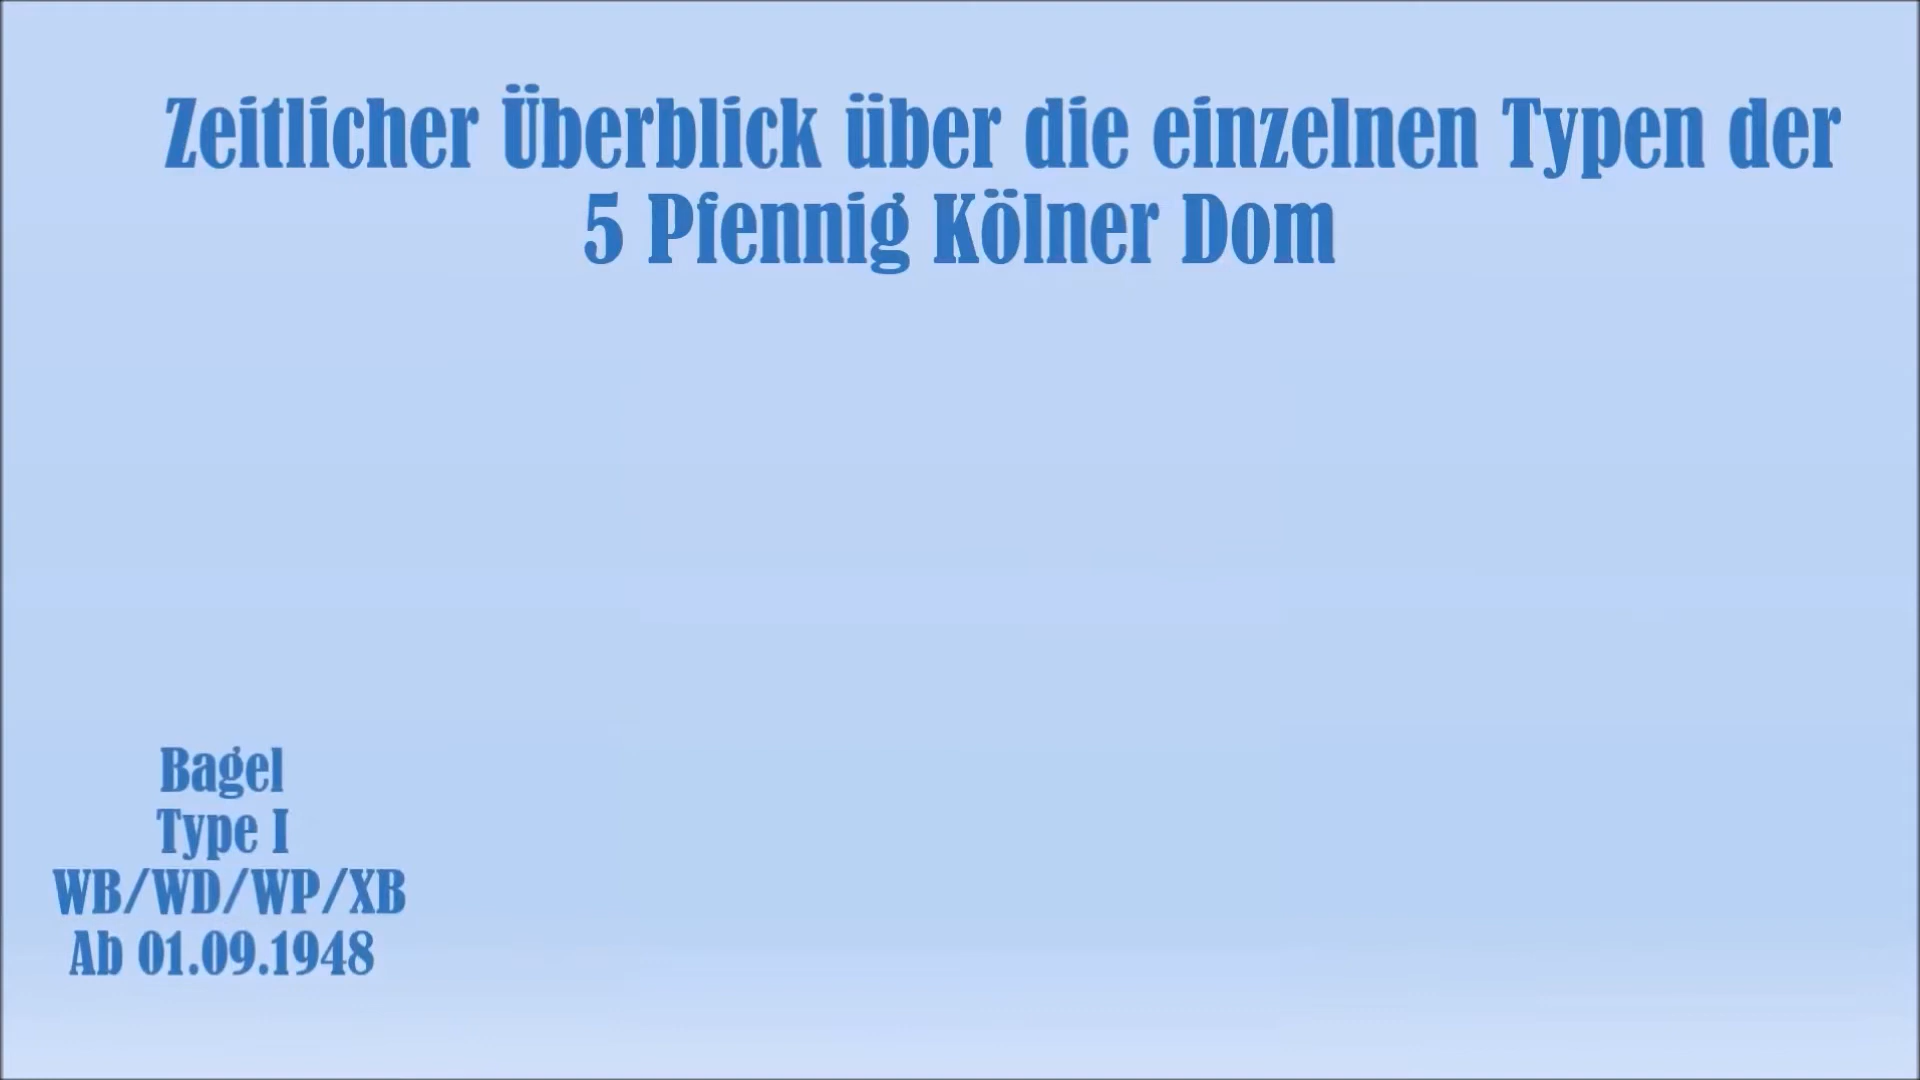 Zeitlicher Überblick über die einzelnen Typen der
5 Pfennig Kölner Dom
Bagel
Type I
WB/WD/WP/XB
Ab 01.09.1948